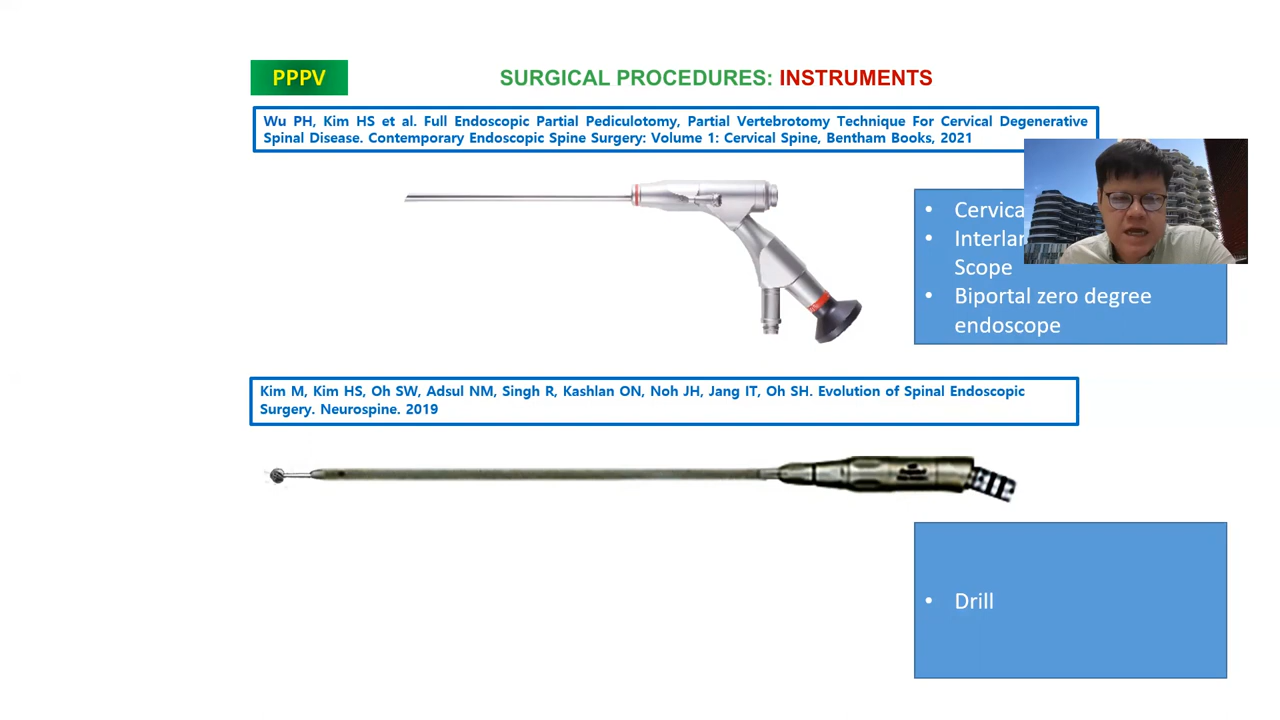 PPPV
SURGICAL PROCEDURES: INSTRUMENTS
Wu PH, Kim HS et al. Full Endoscopic Partial Pediculotomy, Partial Vertebrotomy Technique For Cervical Degenerative
Spinal Disease. Contemporary Endoscopic Spine Surgery: Volume 1: Cervical Spine, Bentham Books, 2021
• 
• 
Scope
• Biportal zero degree
endoscope
Kim M, Kim HS, Oh SW, Adsul NM, Singh R, Kashlan ON, Noh JH, Jang IT, Oh SH. Evolution of Spinal Endoscopic
Surgery. Neurospine. 2019
• Drill